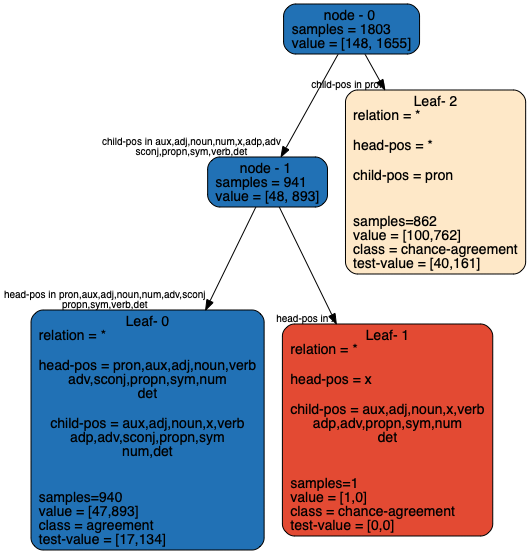 node - 0
samples = 1803
value = [148, 1655]
child-pos in pron
Leaf- 2
relation = *
head-pos = *
child-pos = pron
samples=862
value = [100,762]
class = chance-agreement
test-value = [40,161]
child-pos in aux,adj,noun,num,x,adp,adv
sconj,propn,sym,verb,det
node - 1
samples = 941
value = [48, 893]
head-pos in pron,aux,adj,noun,num,adv,sconj
propn,sym,verb,det
Leaf- 0
relation = *
head-pos = pron,aux,adj,noun,verb
adv,sconj,propn,sym,num
det
child-pos = aux,adj,noun,x,verb
adp,adv,sconj,propn,sym
num,det
samples=940
value = [47,893]
class = agreement
test-value = [17,134]
head-pos in
Leaf- 1
relation = *
head-pos = x
child-pos = aux,adj,noun,x,verb
adp,adv,propn,sym,num
det
samples=1
value = [1,0]
class = chance-agreement
test-value = [0,0]